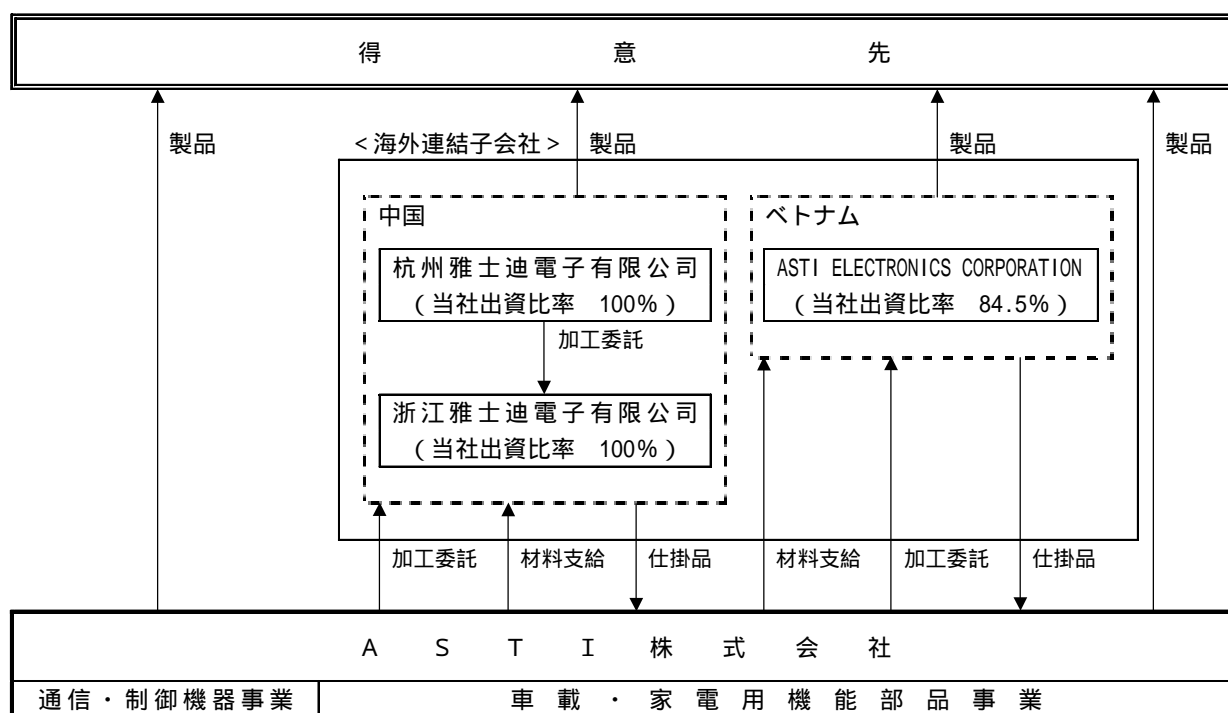 得意先
製品
<海外連結子会社>
製品
製品
製品
中国
ベトナム
杭州雅士迪電子有限公司
(当社出資比率 100%)
ASTI ELECTRONICS CORPORATION
(当社出資比率 84.5%)
加工委託
浙江雅士迪電子有限公司
(当社出資比率 100%)
加工委託
材料支給
仕掛品
材料支給
加工委託
仕掛品
ASTI株式会社
通信・制御機器事業
車載・家電用機能部品事業